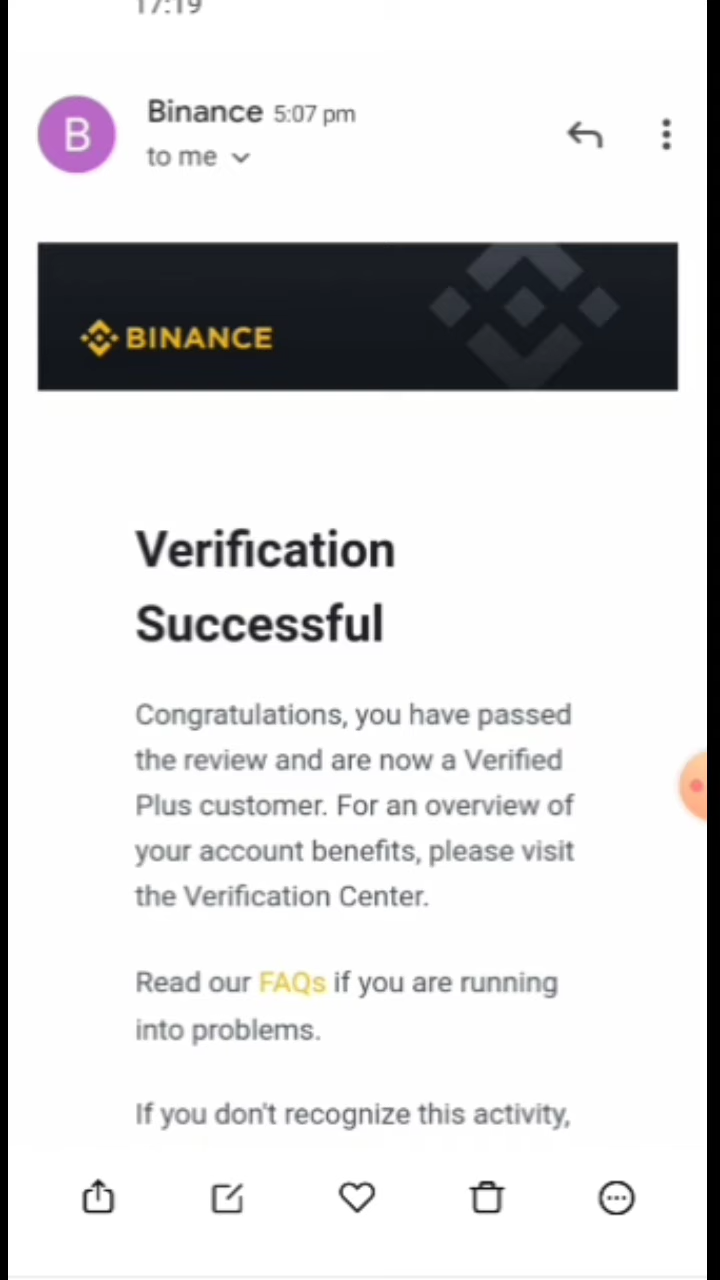 17:19
Binance 5:07 pm
B
to me
BINANCE
Verification
Successful
Congratulations, you have passed
the review and are now a Verified
Plus customer. For an overview of
your account benefits, please visit
the Verification Center.
Read our FAQs if you are running
into problems.
If you don't recognize this activity,